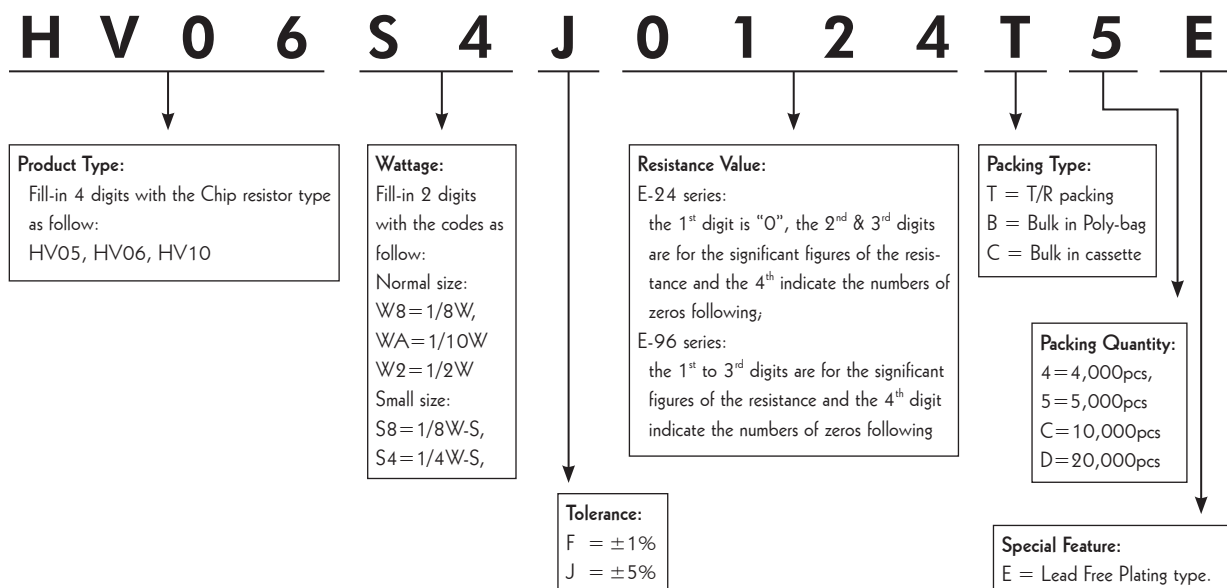 H V 0 6 S 4 J 0 1 2 4 T 5 E
Product Type:
Fill-in 4 digits with the Chip resistor type
as follow:
HV05, HV06, HV10
Wattage:
Fill-in 2 digits
with the codes as
follow:
Normal size:
W8=1/8W,
WA=1/10W
W2=1/2W
Small size:
S8=1/8W-S,
S4=1/4W-S,
Resistance Value:
E-24 series:
the 1st digit is “0”, the 2nd & 3rd digits
are for the significant figures of the resis-
tance and the 4th indicate the numbers of
zeros following;
E-96 series:
the 1st to 3rd digits are for the significant
figures of the resistance and the 4th digit
indicate the numbers of zeros following
Packing Type:
T = T/R packing
B = Bulk in Poly-bag
C = Bulk in cassette
Packing Quantity:
4=4,000pcs,
5=5,000pcs
C=10,000pcs
D=20,000pcs
Tolerance:
F = ±1%
J = ±5%
Special Feature:
E = Lead Free Plating type.